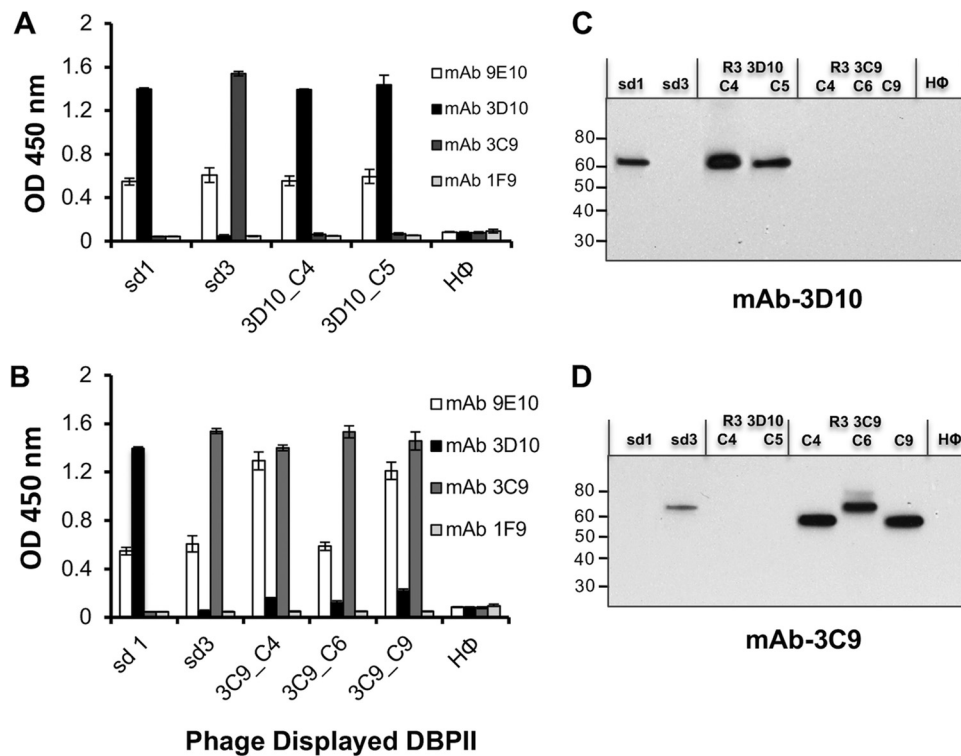 A
OD 450 nm
2
1.6
1.2
0.8
0.4
0
mAb 9E10
mAb 3D10
mAb 3C9
mAb 1F9
sd1
sd3
3D10_C4
3D10_C5
HΦ
B
OD 450 nm
2
1.6
1.2
0.8
0.4
0
mAb 9E10
mAb 3D10
mAb 3C9
mAb 1F9
sd 1
sd3
3C9_C4
3C9_C6
3C9_C9
HΦ
Phage Displayed DBPII
C
R3 3D10 R3 3C9
sd1 sd3 C4 C5 C4 C6 C9 HΦ
80
60
50
40
30
mAb-3D10
D
R3 3D10 R3 3C9
sd1 sd3 C4 C5 C4 C6 C9 HΦ
80
60
50
40
30
mAb-3C9